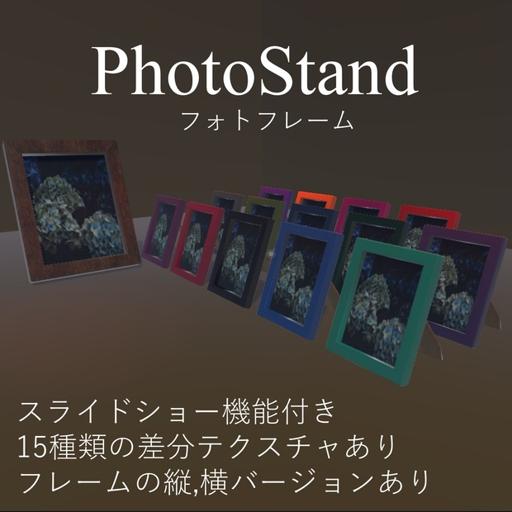 PhotoStand
フォトフレーム
スライドショー機能付き
15種類の差分テクスチャあり
フレームの縦,横バージョンあり